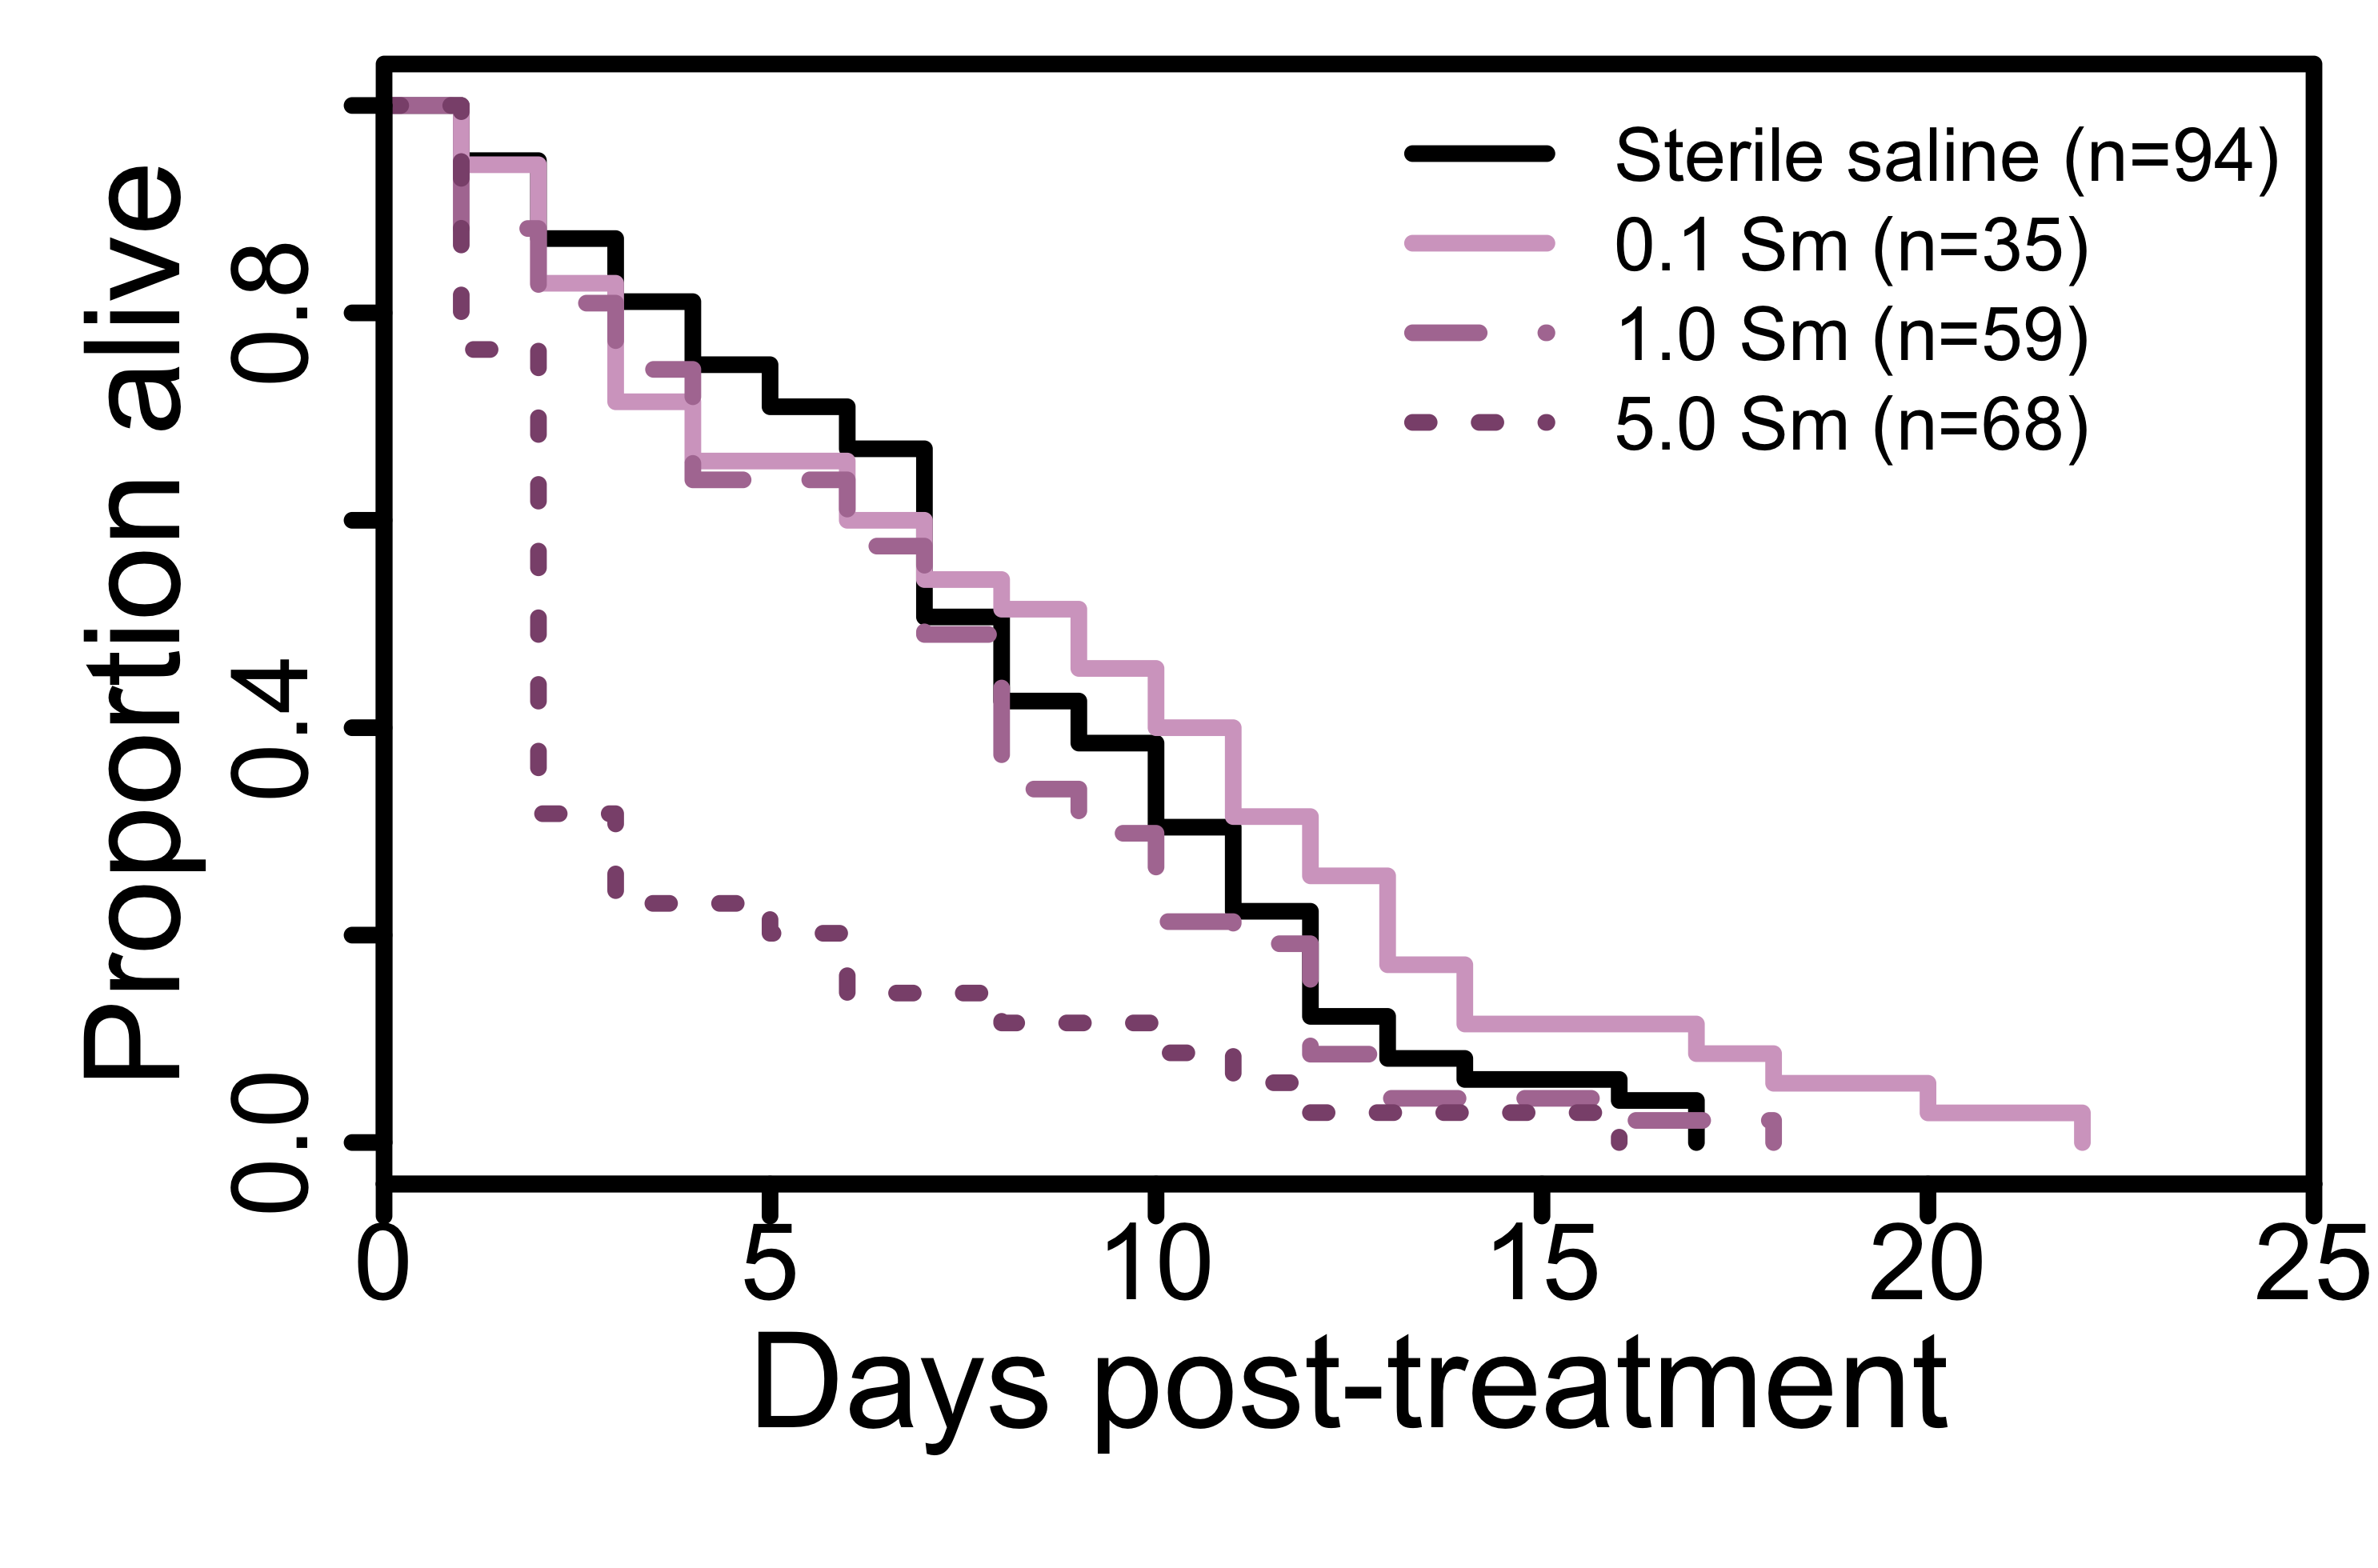 Proportion alive
0.8
0.4
0.0
Sterile saline (n=94)
0.1 Sm (n=35)
1.0 Sm (n=59)
5.0 Sm (n=68)
0 5 10 15 20 25
Days post-treatment